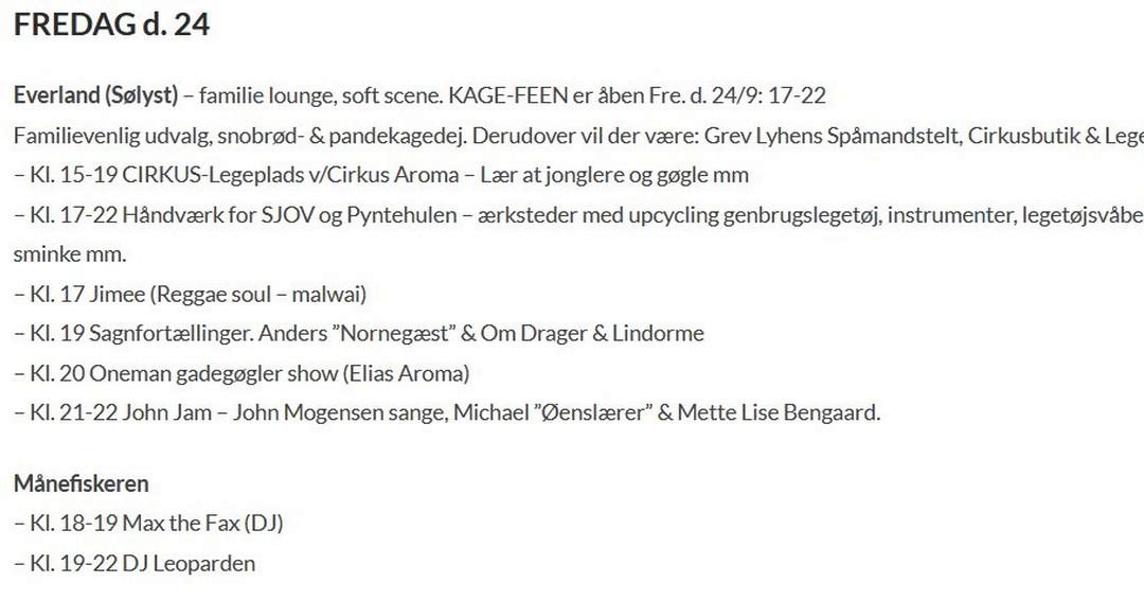 FREDAG d. 24
Everland (Sølyst) – familie lounge, soft scene. KAGE-FEEN er åben Fre. d. 24/9: 17-22
Familievenlig udvalg, snobrød- & pandekagedej. Derudover vil der være: Grev Lyhens Spåmandstelt, Cirkusbutik & Lege
– Kl. 15-19 CIRKUS-Legeplads v/Cirkus Aroma – Lær at jonglere og gøgle mm
– Kl. 17-22 Håndværk for SJOV og Pyntehulen – ærksteder med upcycling genbrugslegetøj, instrumenter, legetøjsvåbe
sminke mm.
– Kl. 17 Jimee (Reggae soul – malwai)
– Kl. 19 Sagnfortællinger. Anders ”Nornegæst” & Om Drager & Lindorme
– Kl. 20 Oneman gadegøgler show (Elias Aroma)
– Kl. 21-22 John Jam – John Mogensen sange, Michael ”Øenslærer” & Mette Lise Bengaard.
Månefiskeren
– Kl. 18-19 Max the Fax (DJ)
– Kl. 19-22 DJ Leoparden